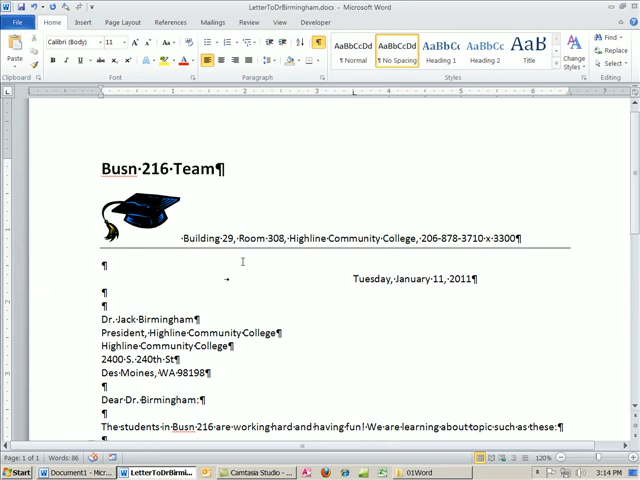 LetterToDrBirmingham.docx - Microsoft Word
File Home Insert Page Layout References Mailings Review View Developer
Calibri (Body) 11
Paste
AaBbCcDd AaBbCcDd AaBbCc AaBbCc AaB
¶ Normal ¶ No Spacing Heading 1 Heading 2 Title
Change Styles
Find
Replace
Select
Clipboard Font Paragraph Styles Editing
Busn·216·Team¶
·Building·29,·Room·308,·Highline·Community·College,·206-878-3710·x·3300¶
¶
→ Tuesday,·January·11,·2011¶
¶
¶
Dr.·Jack·Birmingham¶
President,·Highline·Community·College¶
Highline·Community·College¶
2400·S.·240th·St¶
Des·Moines,·WA·98198¶
¶
Dear·Dr.·Birmingham:¶
¶
The·students·in·Busn·216·are·working·hard·and·having·fun!·We·are·learning·about·topic·such·as·these:¶
Page: 1 of 1 Words: 86 120%
Start Document1 - Micr... LetterToDrBirmi... Camtasia Studio - ... 01Word 3:14 PM